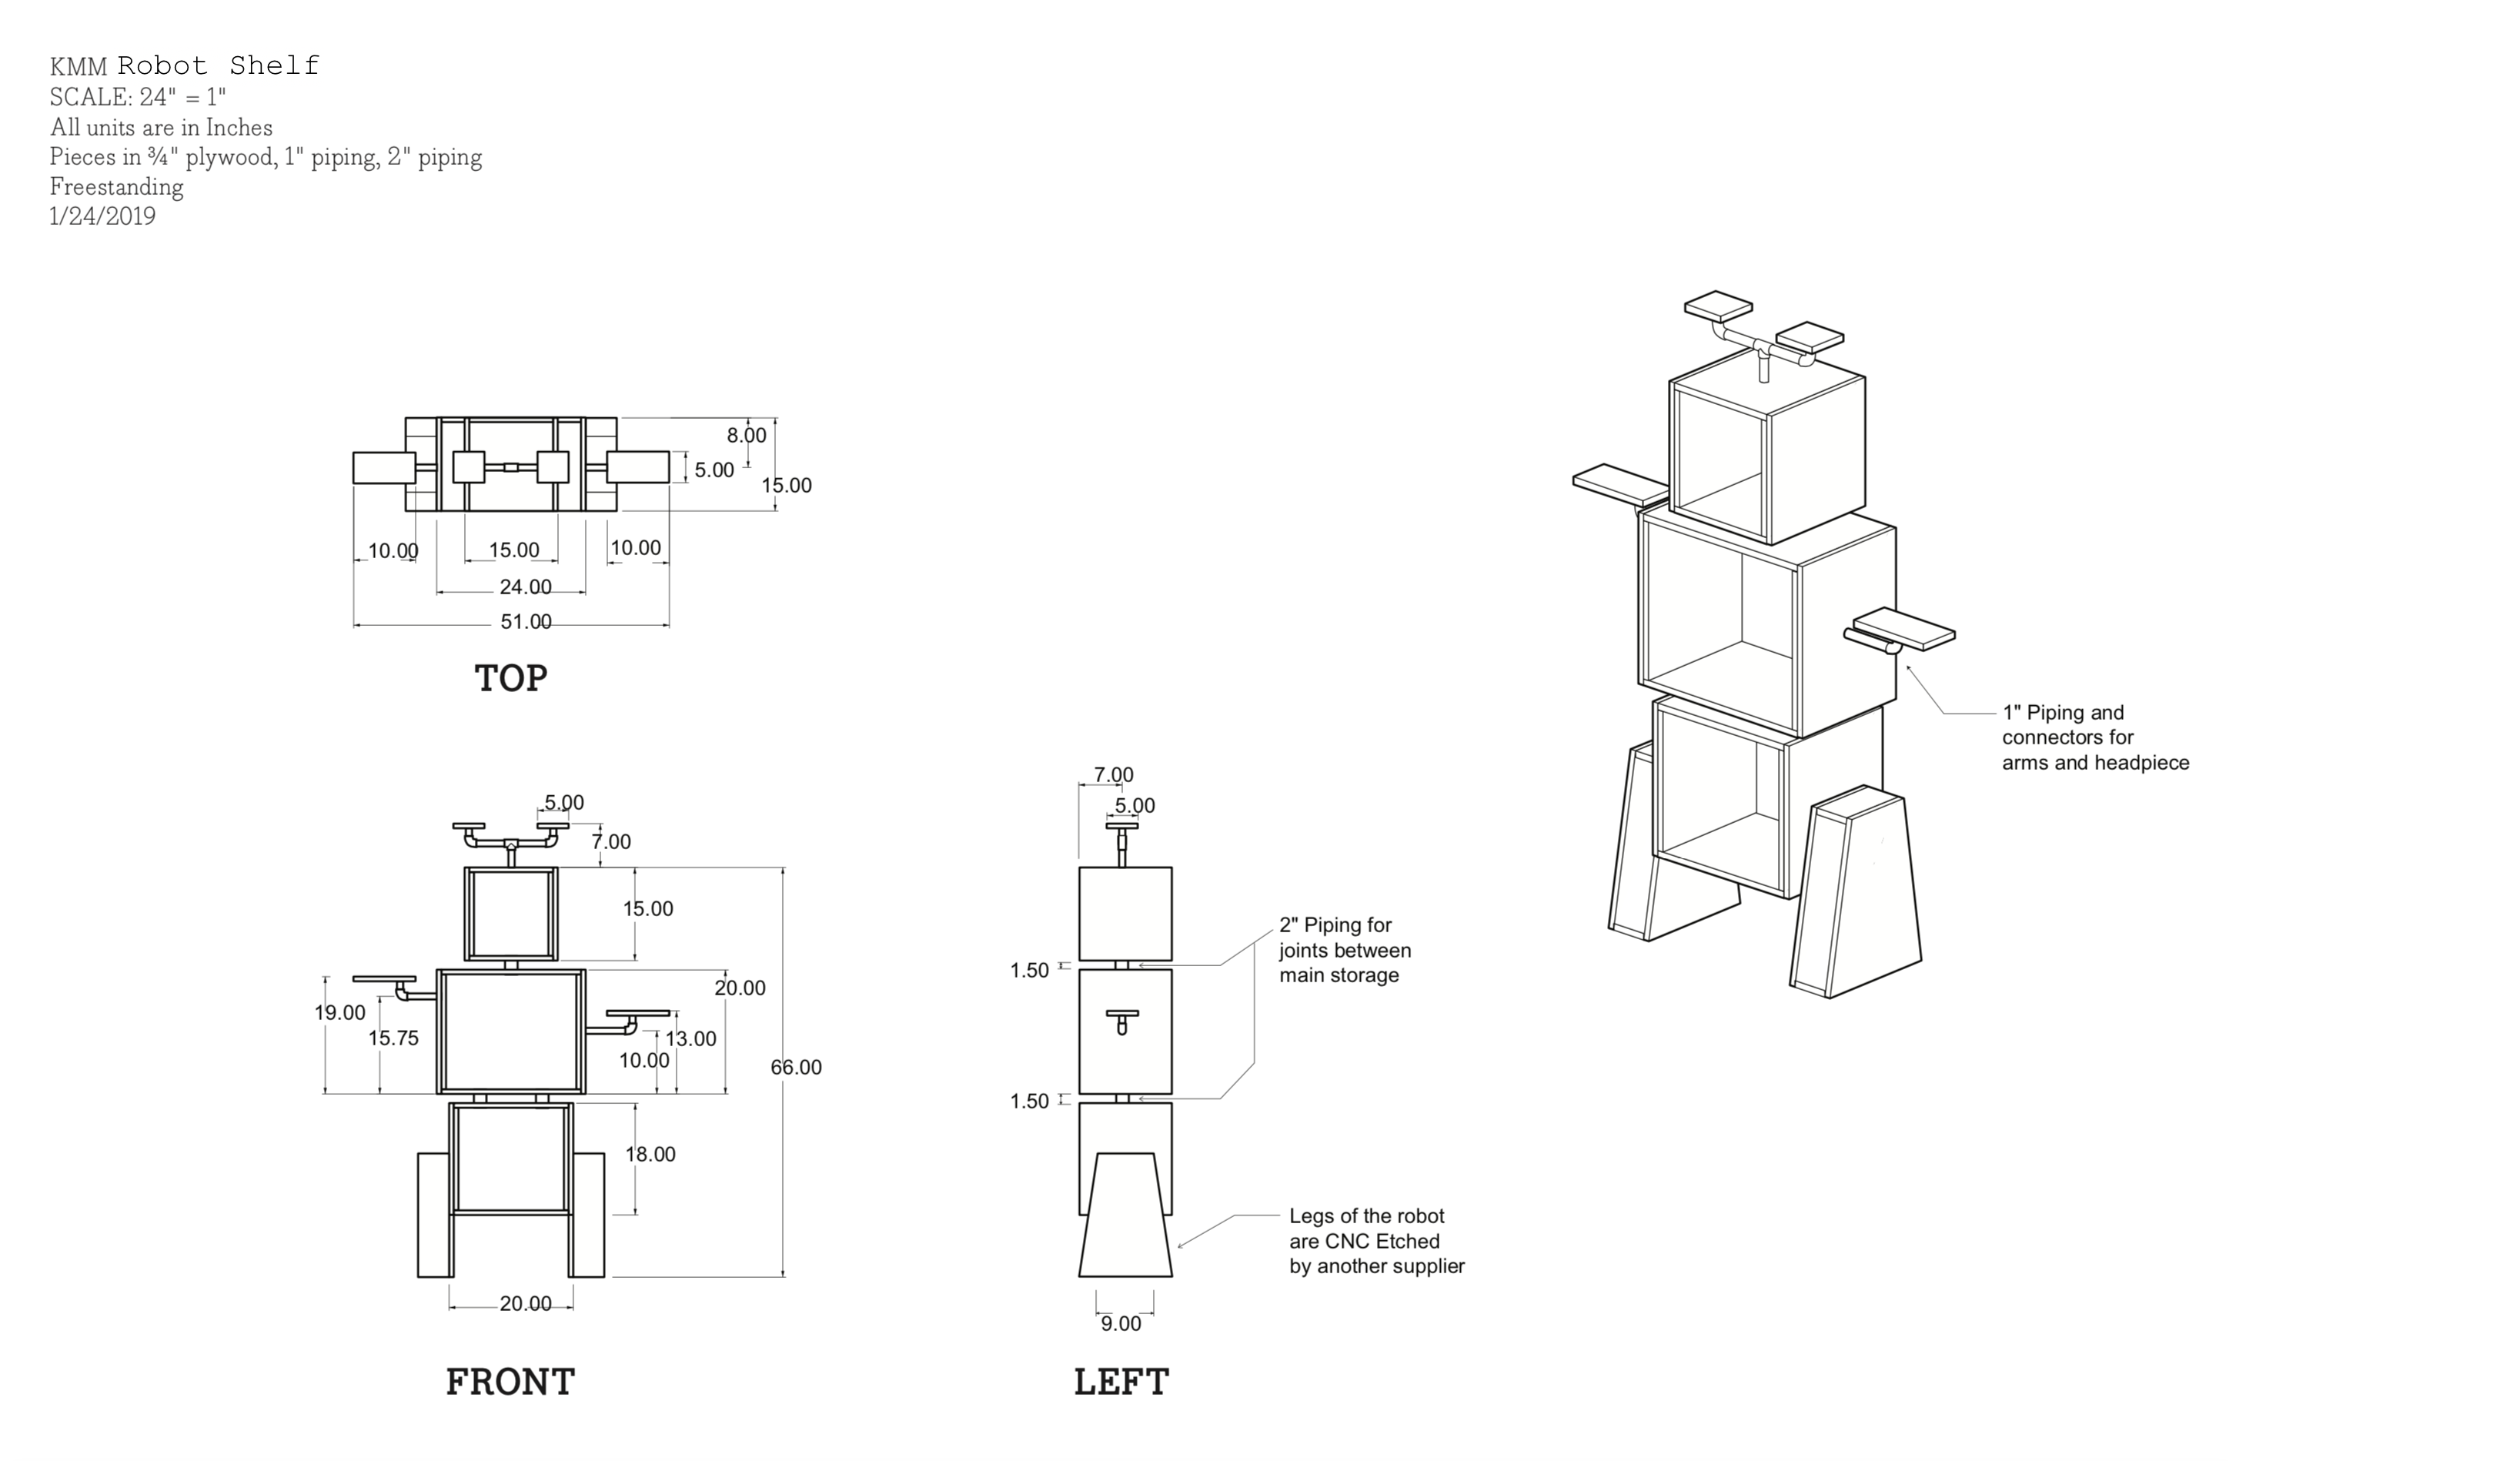 KMM Robot Shelf
SCALE: 24" = 1"
All units are in Inches
Pieces in ¾" plywood, 1" piping, 2" piping
Freestanding
1/24/2019
8.00
5.00
15.00
10.00
15.00
10.00
24.00
51.00
TOP
1" Piping and
connectors for
arms and headpiece
5.00
7.00
15.00
20.00
19.00
15.75
13.00
10.00
66.00
18.00
20.00
FRONT
7.00
5.00
2" Piping for
joints between
main storage
1.50
1.50
Legs of the robot
are CNC Etched
by another supplier
9.00
LEFT